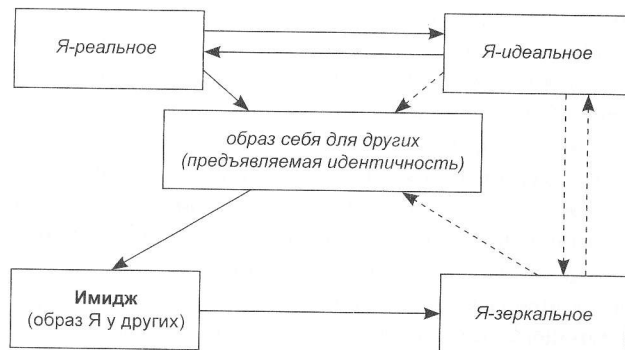 Я-реальное
Я-идеальное
образ себя для других
(предъявляемая идентичность)
Имидж
(образ Я у других)
Я-зеркальное